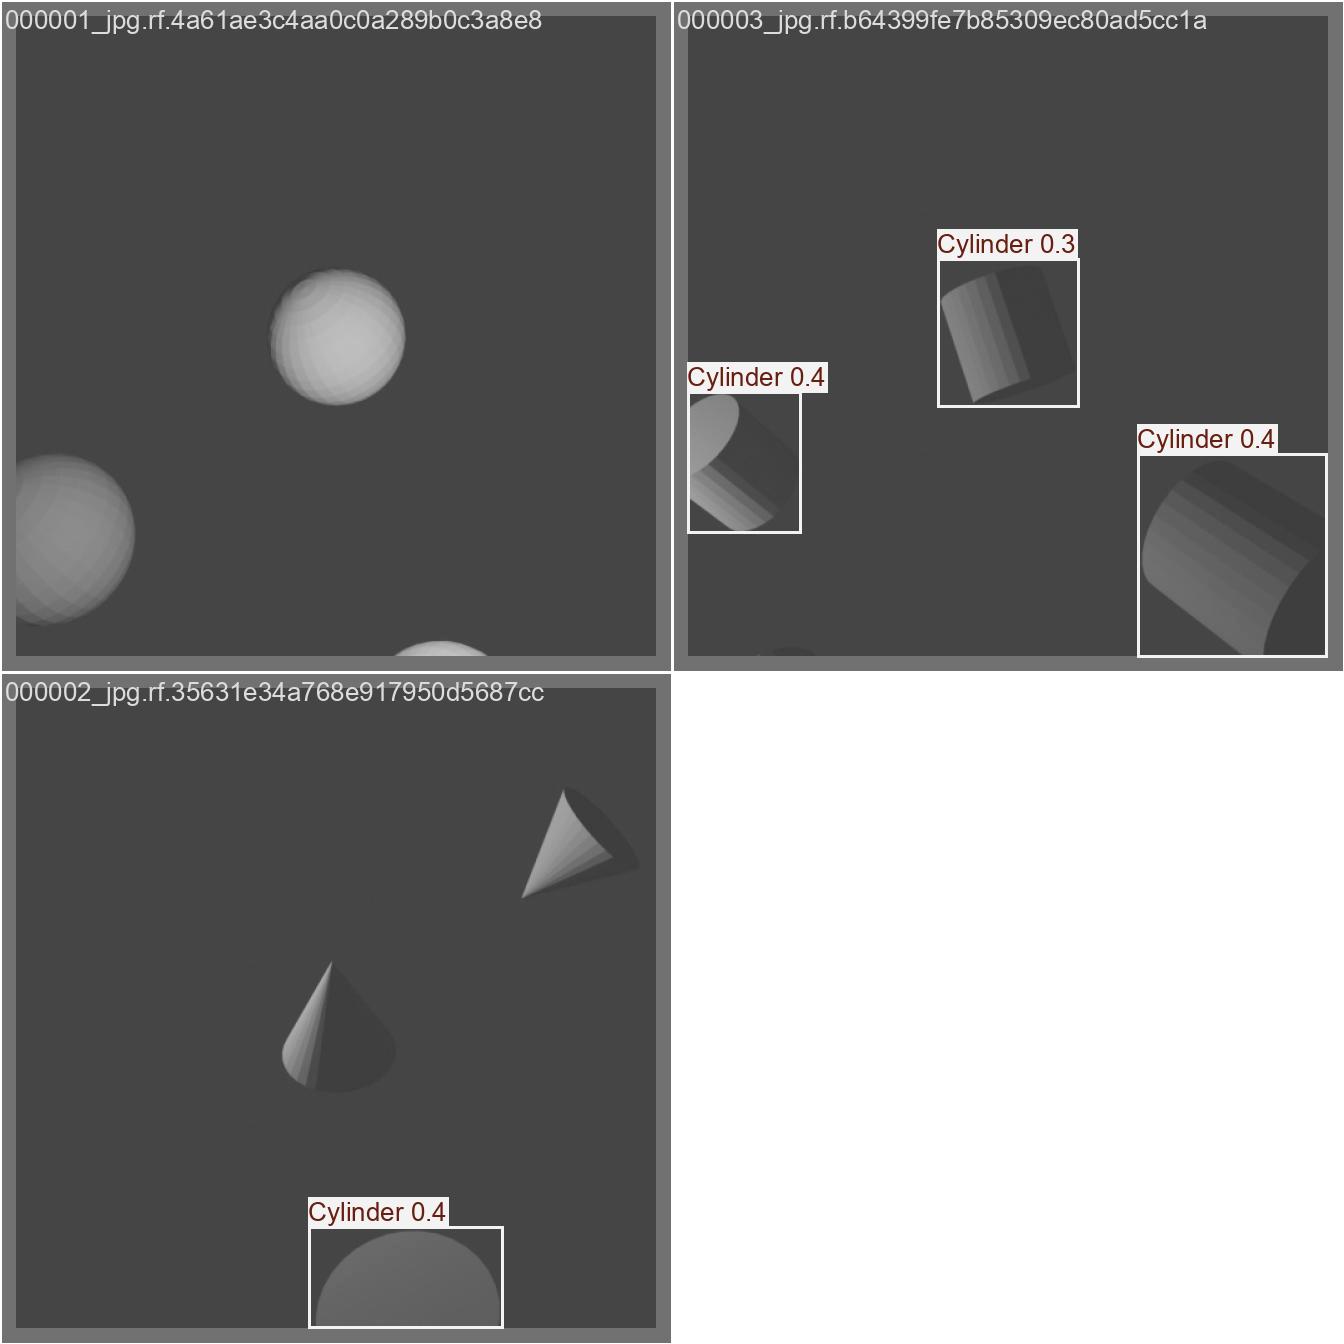 000001_jpg.rf.4a61ae3c4aa0c0a289b0c3a8e8
000003_jpg.rf.b64399fe7b85309ec80ad5cc1a
Cylinder 0.3
Cylinder 0.4
Cylinder 0.4
000002_jpg.rf.35631e34a768e917950d5687cc
Cylinder 0.4